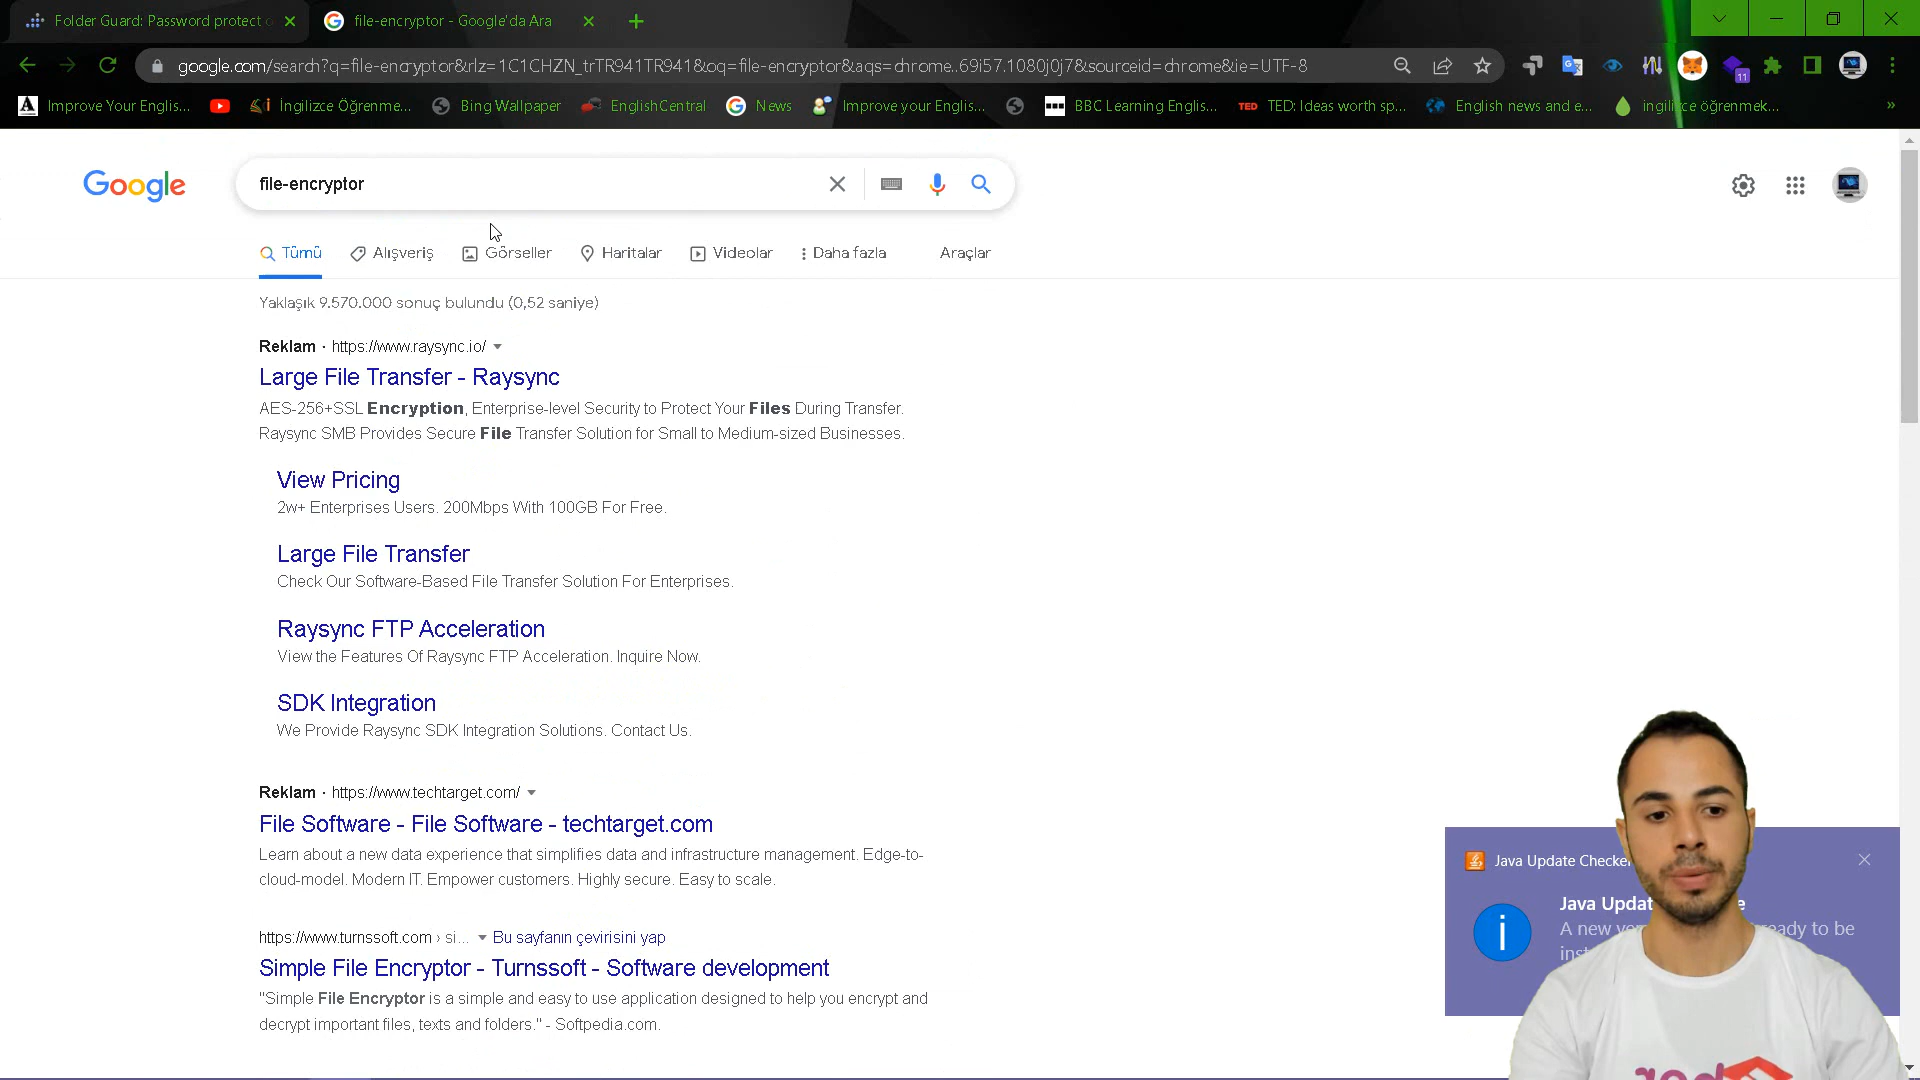 Folder Guard: Password protect
file-encryptor - Google'da Ara
google.com/search?q=file-encryptor&rlz=1C1CHZN_trTR941TR941&oq=file-encryptor&aqs=chrome..69i57.1080j0j7&sourceid=chrome&ie=UTF-8
11
Improve Your Englis...
İngilizce Öğrenme...
Bing Wallpaper
EnglishCentral
News
Improve your Englis...
BBC Learning Englis...
TED
TED: Ideas worth sp...
English news and e...
ingilizce öğrenmek...
Google
file-encryptor
Tümü
Alışveriş
Görseller
Haritalar
Videolar
Daha fazla
Araçlar
Yaklaşık 9.570.000 sonuç bulundu (0,52 saniye)
Reklam · https://www.raysync.io/
Large File Transfer - Raysync
AES-256+SSL Encryption, Enterprise-level Security to Protect Your Files During Transfer.
Raysync SMB Provides Secure File Transfer Solution for Small to Medium-sized Businesses.
View Pricing
2w+ Enterprises Users. 200Mbps With 100GB For Free.
Large File Transfer
Check Our Software-Based File Transfer Solution For Enterprises.
Raysync FTP Acceleration
View the Features Of Raysync FTP Acceleration. Inquire Now.
SDK Integration
We Provide Raysync SDK Integration Solutions. Contact Us.
Reklam · https://www.techtarget.com/
File Software - File Software - techtarget.com
Learn about a new data experience that simplifies data and infrastructure management. Edge-to-
cloud-model. Modern IT. Empower customers. Highly secure. Easy to scale.
https://www.turnssoft.com › si... Bu sayfanın çevirisini yap
Simple File Encryptor - Turnssoft - Software development
"Simple File Encryptor is a simple and easy to use application designed to help you encrypt and
decrypt important files, texts and folders." - Softpedia.com.
Java Update Checker
Java
A new to be